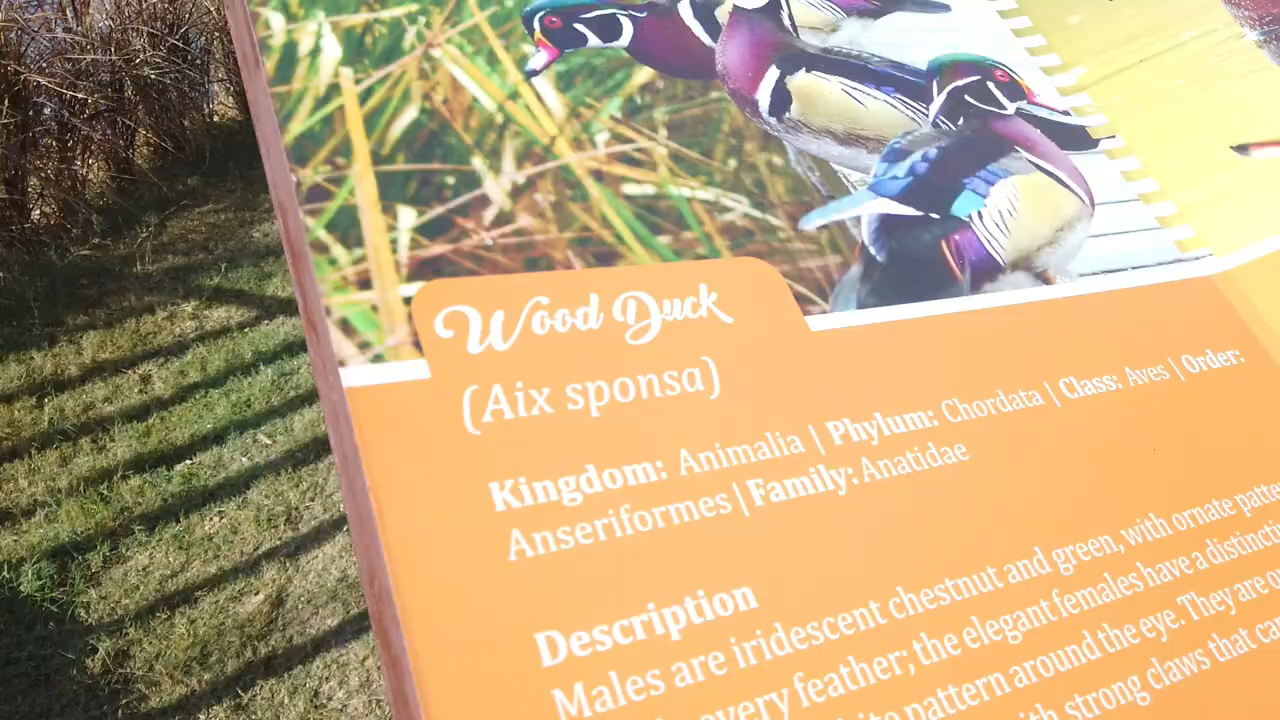 Wood Duck
(Aix sponsa)
Kingdom: Animalia | Phylum: Chordata | Class: Aves | Order:
Anseriformes | Family: Anatidae
Description
Males are iridescent chestnut and green, with ornate
every feather; the elegant females have a
pattern around the eye. They are
strong claws that